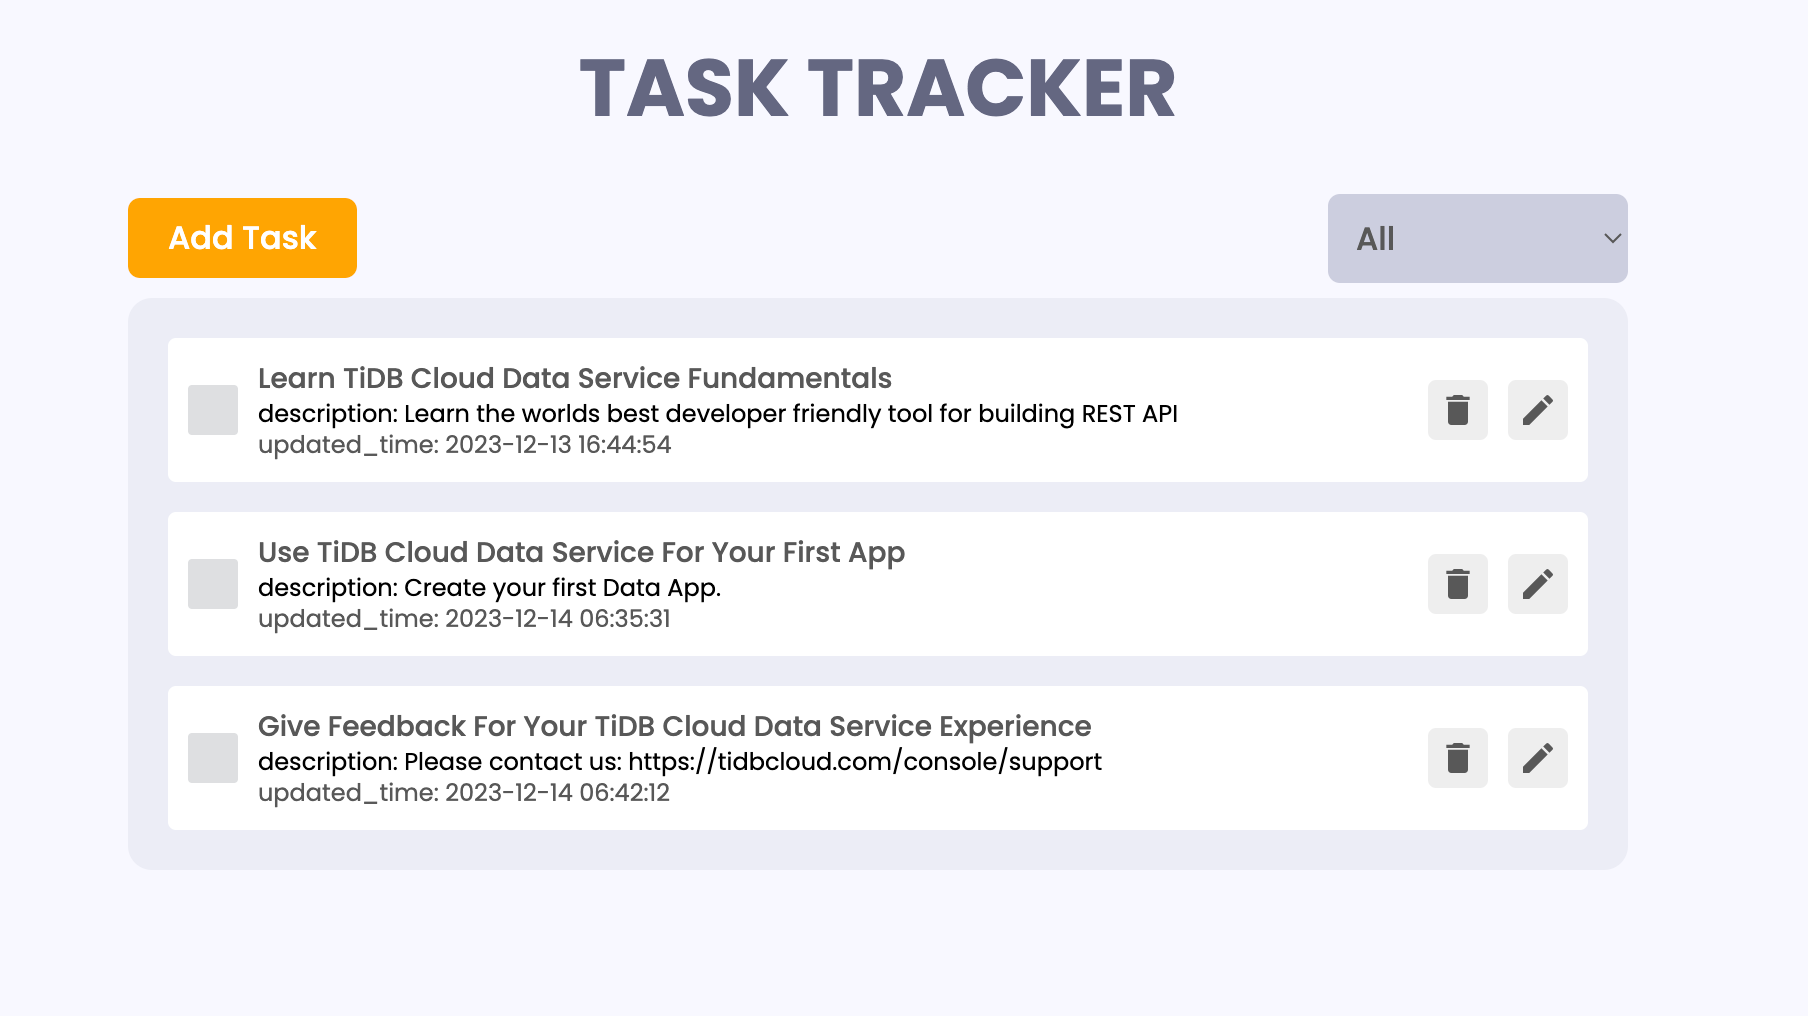 TASK TRACKER
Add Task
All
Learn TiDB Cloud Data Service Fundamentals
description: Learn the worlds best developer friendly tool for building REST API
updated_time: 2023-12-13 16:44:54
Use TiDB Cloud Data Service For Your First App
description: Create your first Data App.
updated_time: 2023-12-14 06:35:31
Give Feedback For Your TiDB Cloud Data Service Experience
description: Please contact us: https://tidbcloud.com/console/support
updated_time: 2023-12-14 06:42:12